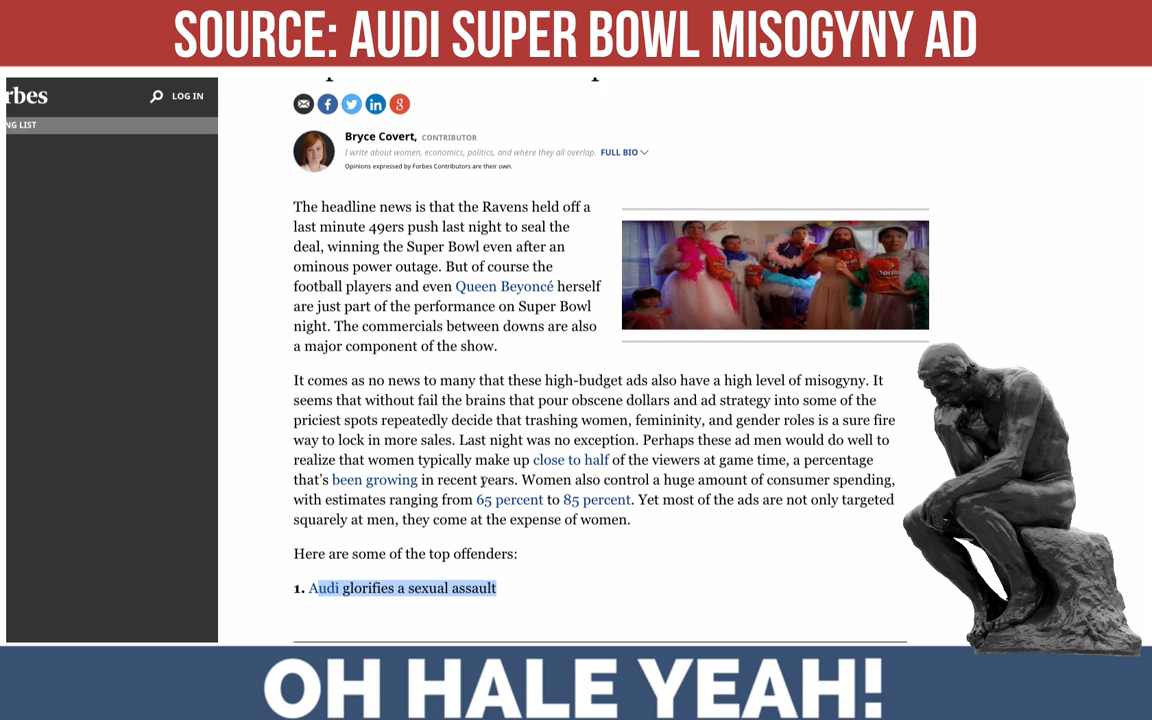 SOURCE: AUDI SUPER BOWL MISOGYNY AD
rbes
LOG IN
NG LIST
Bryce Covert, CONTRIBUTOR
I write about women, economics, politics, and where they all overlap. FULL BIO
Opinions expressed by Forbes Contributors are their own.
The headline news is that the Ravens held off a
last minute 49ers push last night to seal the
deal, winning the Super Bowl even after an
ominous power outage. But of course the
football players and even Queen Beyoncé herself
are just part of the performance on Super Bowl
night. The commercials between downs are also
a major component of the show.
It comes as no news to many that these high-budget ads also have a high level of misogyny. It
seems that without fail the brains that pour obscene dollars and ad strategy into some of the
priciest spots repeatedly decide that trashing women, femininity, and gender roles is a sure fire
way to lock in more sales. Last night was no exception. Perhaps these ad men would do well to
realize that women typically make up close to half of the viewers at game time, a percentage
that's been growing in recent years. Women also control a huge amount of consumer spending,
with estimates ranging from 65 percent to 85 percent. Yet most of the ads are not only targeted
squarely at men, they come at the expense of women.
Here are some of the top offenders:
1. Audi glorifies a sexual assault
OH HALE YEAH!